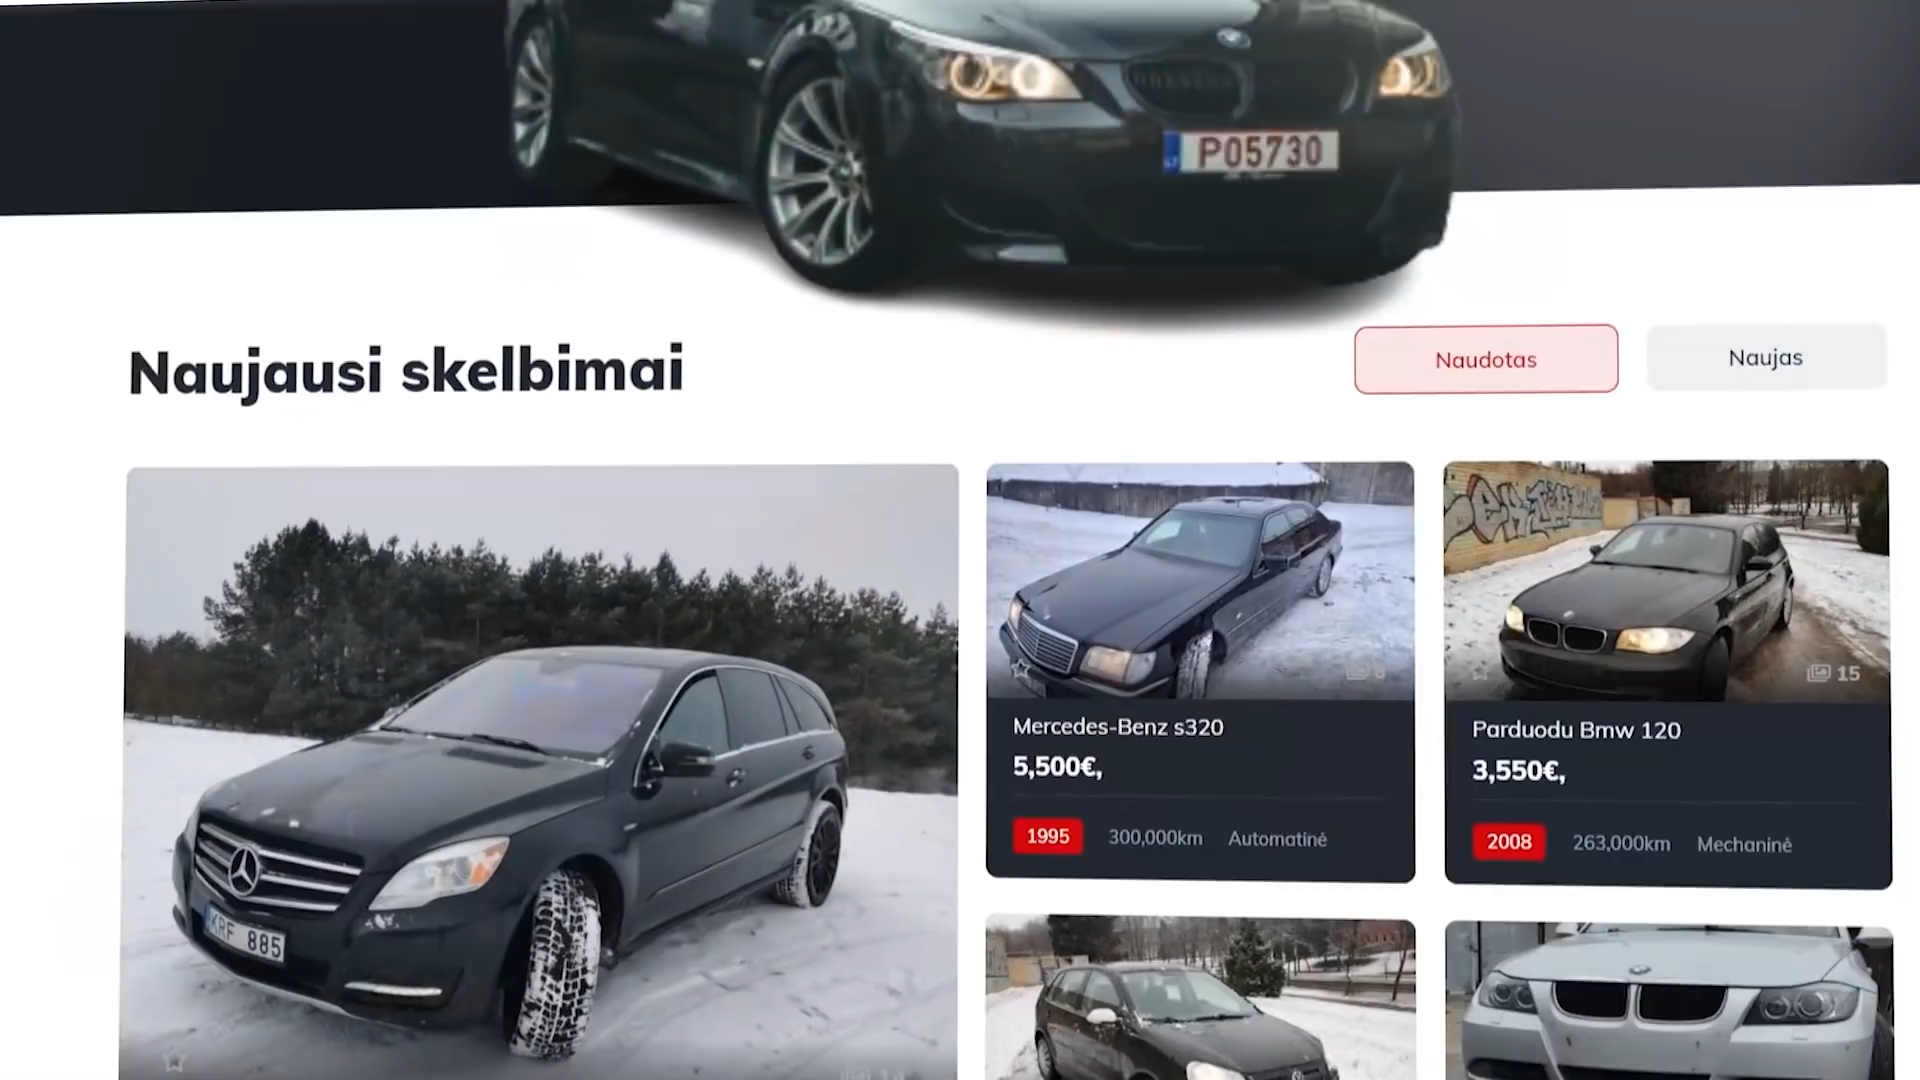 P05730
Naujausi skelbimai
Naudotas
Naujas
KRF 885
15
Mercedes-Benz s320
5,500€,
1995 300,000km Automatinė
Parduodu Bmw 120
3,550€,
2008 263,000km Mechaninė